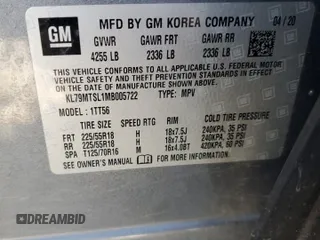 GM
MFD BY GM KOREA COMPANY 04/20
GVWR GAWR FRT GAWR RR
4255 LB 2336 LB 2336 LB
THIS VEHICLE CONFORMS TO ALL APPLICABLE
U.S. FEDERAL MOTOR VEHICLE SAFETY, BUMPER, AND
THEFT PREVENTION STANDARDS IN EFFECT ON THE DATE
OF MANUFACTURE SHOWN ABOVE.
KL79MTSL1MB005722 TYPE: MPV
MODEL: 1TT56
TIRE SIZE SPEED RTG RIM COLD TIRE PRESSURE
FRT 225/55R18 H 18x7.5J 240KPA, 35 PSI
RR 225/55R18 H 18x7.5J 240KPA, 35 PSI
SPA T125/70R16 M 16x4.0BT 420KPA, 60 PSI
SEE OWNER'S MANUAL FOR ADDITIONAL INFORMATION.
© DREAMBID
dreambid.com